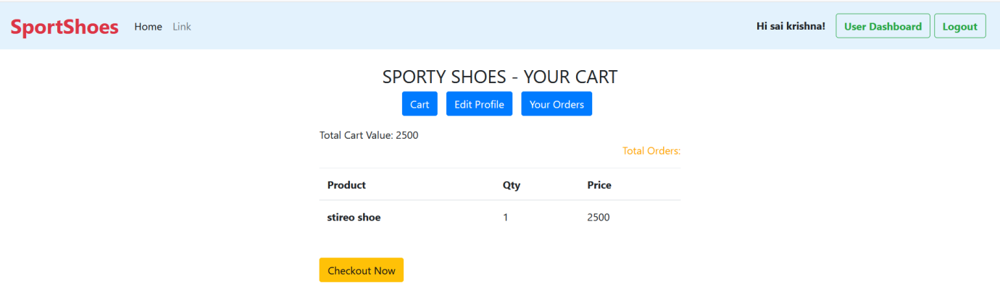 SportShoes Home Link Hi sai krishna! User Dashboard Logout
SPORTY SHOES - YOUR CART
Cart Edit Profile Your Orders
Total Cart Value: 2500
Total Orders:
Product Qty Price
stireo shoe 1 2500
Checkout Now